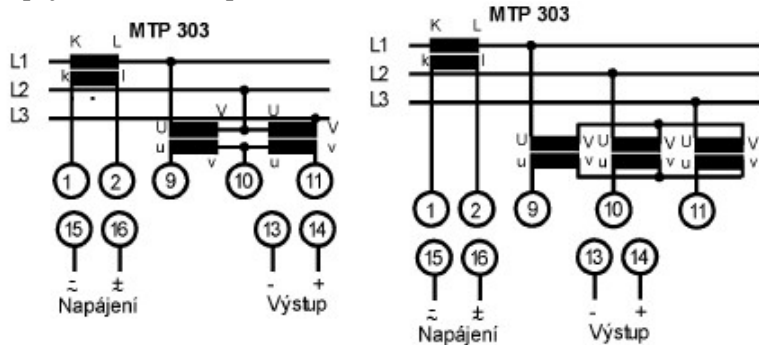 MTP 303
K L
L1
k l
L2
L3
V U
U V
u v u v
1 2 9 10 11
15 16 13 14
~ ± - +
Napájení Výstup
MTP 303
K L
L1
k l
L2
L3
U V U V U V
u v u v u v
1 2 9 10 11
15 16 13 14
~ ± - +
Napájení Výstup